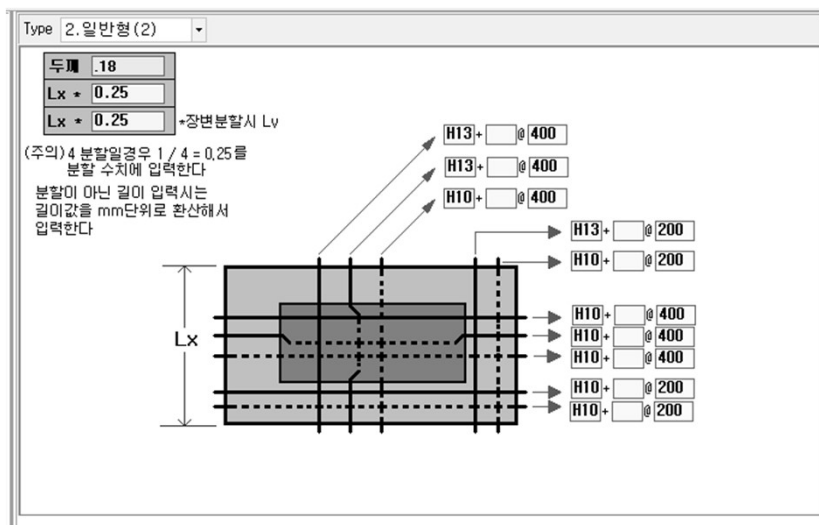 Type 2.일반형(2)
두께 .18
Lx * 0.25
Lx * 0.25 *장변분할시 Lv
(주의)4 분할일경우 1 / 4 = 0.25를
분할 수치에 입력한다
분할이 아닌 길이 입력시는
길이값을 mm단위로 환산해서
입력한다
H13 + @ 400
H13 + @ 400
H10 + @ 400
H13 + @ 200
H10 + @ 200
Lx
H10 + @ 400
H10 + @ 400
H10 + @ 400
H10 + @ 200
H10 + @ 200